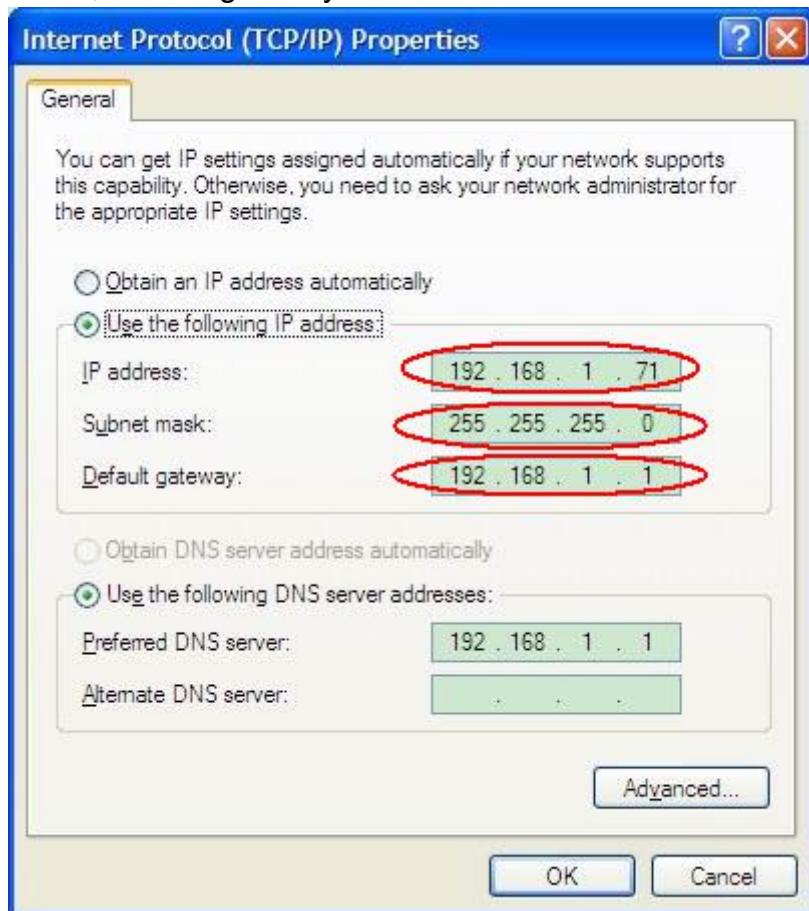 Internet Protocol (TCP/IP) Properties
General
You can get IP settings assigned automatically if your network supports
this capability. Otherwise, you need to ask your network administrator for
the appropriate IP settings.
Obtain an IP address automatically
Use the following IP address:
IP address: 192 . 168 . 1 . 71
Subnet mask: 255 . 255 . 255 . 0
Default gateway: 192 . 168 . 1 . 1
Obtain DNS server address automatically
Use the following DNS server addresses:
Preferred DNS server: 192 . 168 . 1 . 1
Alternate DNS server: . . .
Advanced...
OK Cancel